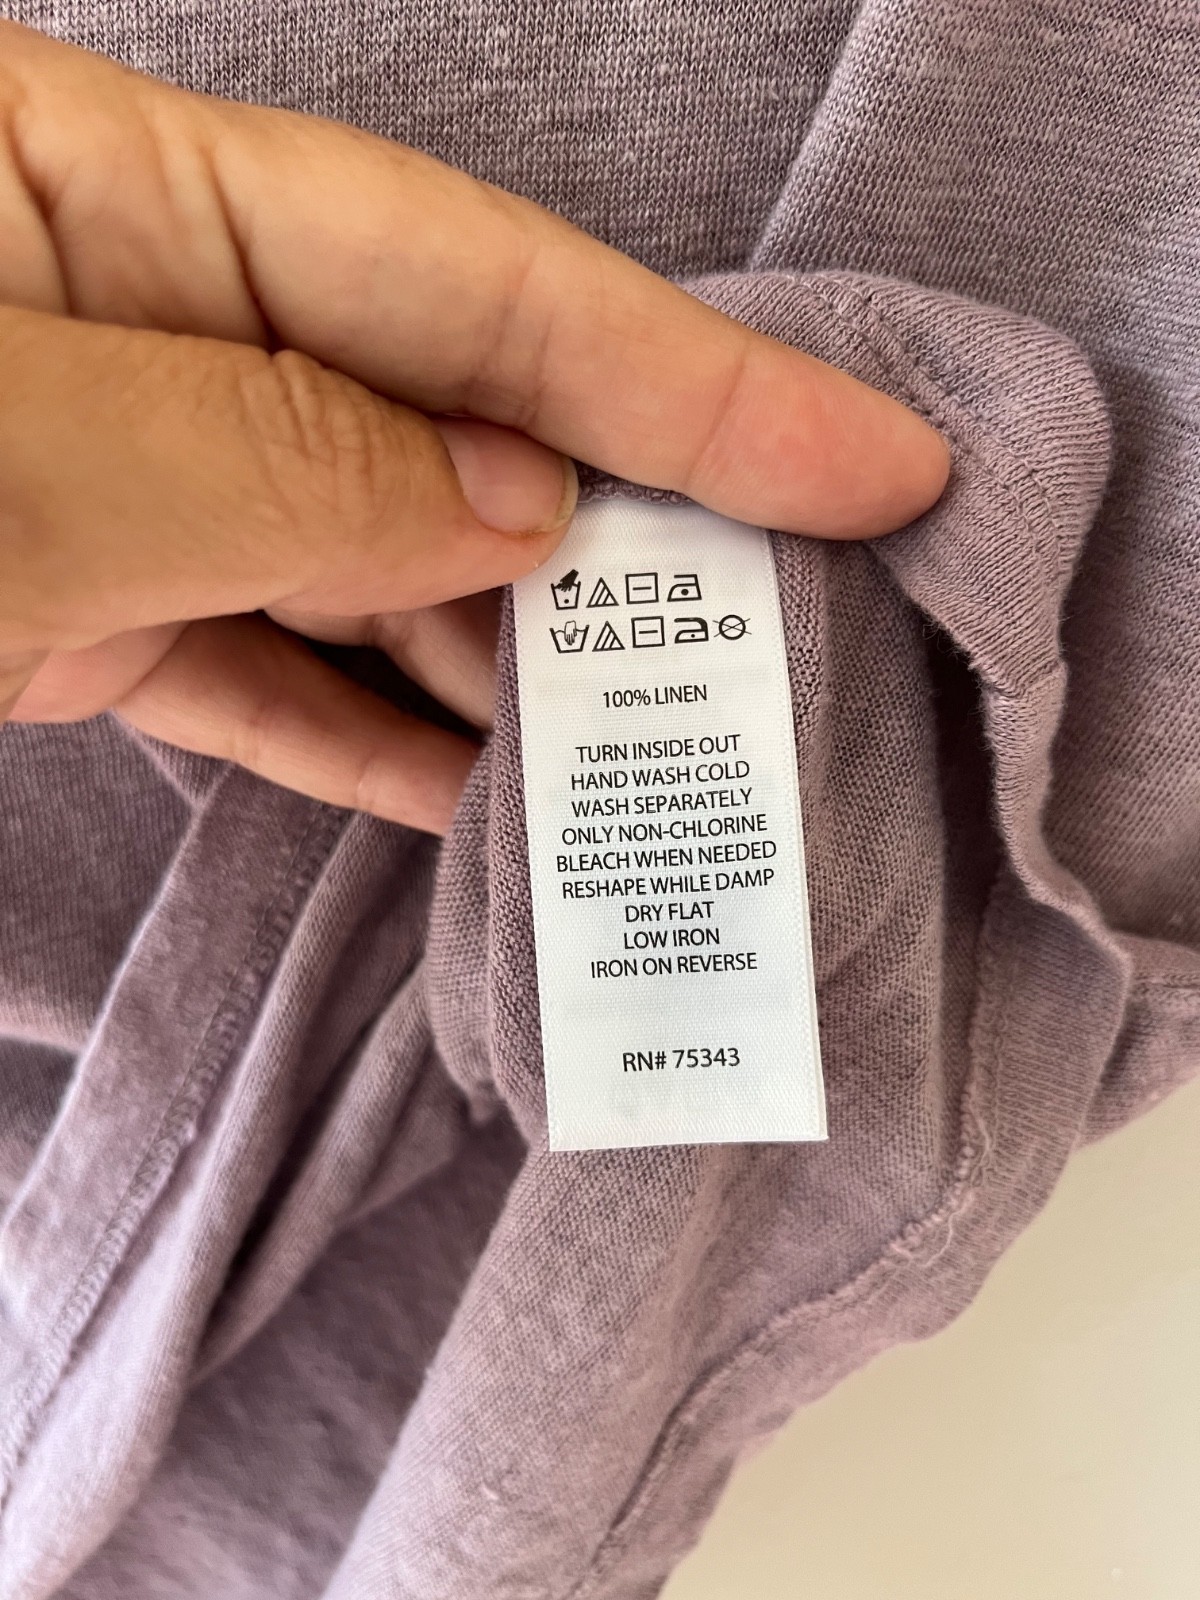 100% LINEN
TURN INSIDE OUT
HAND WASH COLD
WASH SEPARATELY
ONLY NON-CHLORINE
BLEACH WHEN NEEDED
RESHAPE WHILE DAMP
DRY FLAT
LOW IRON
IRON ON REVERSE
RN# 75343